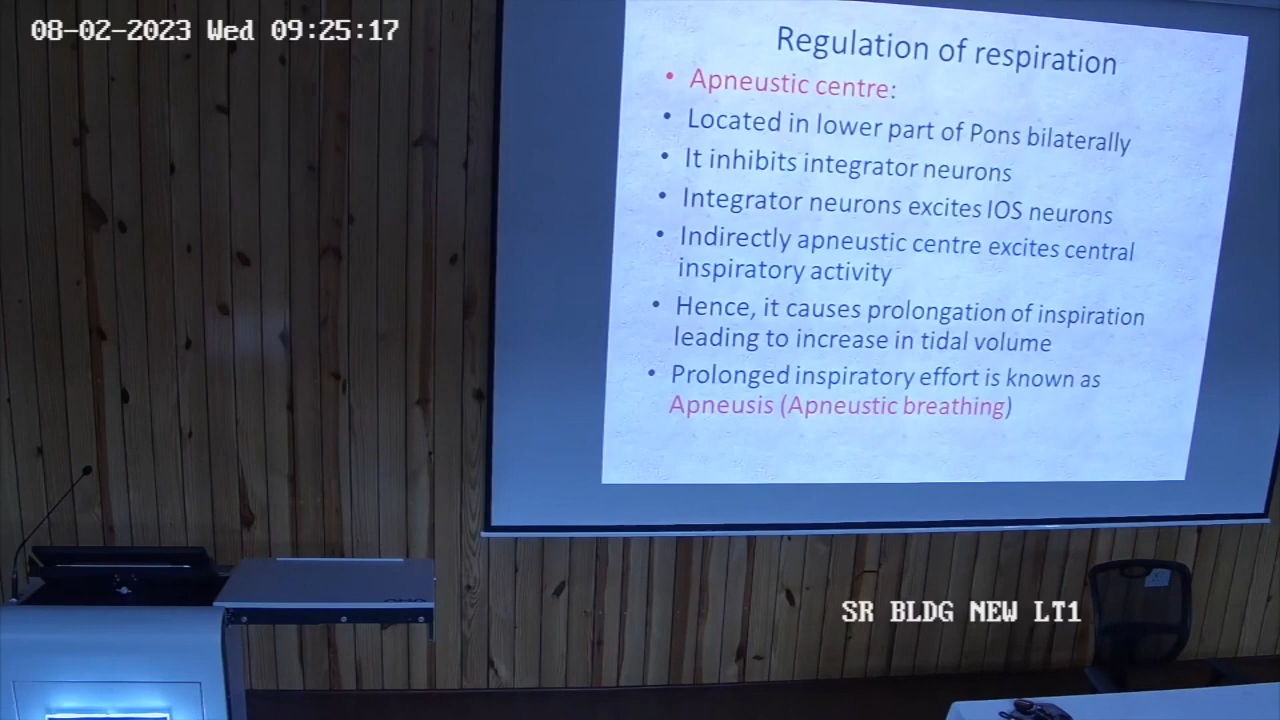 08-02-2023 Wed 09:25:17
Regulation of respiration
• Apneustic centre:
• Located in lower part of Pons bilaterally
• It inhibits integrator neurons
• Integrator neurons excites IOS neurons
• Indirectly apneustic centre excites central
inspiratory activity
• Hence, it causes prolongation of inspiration
leading to increase in tidal volume
• Prolonged inspiratory effort is known as
Apneusis (Apneustic breathing)
SR BLDG NEW LT1